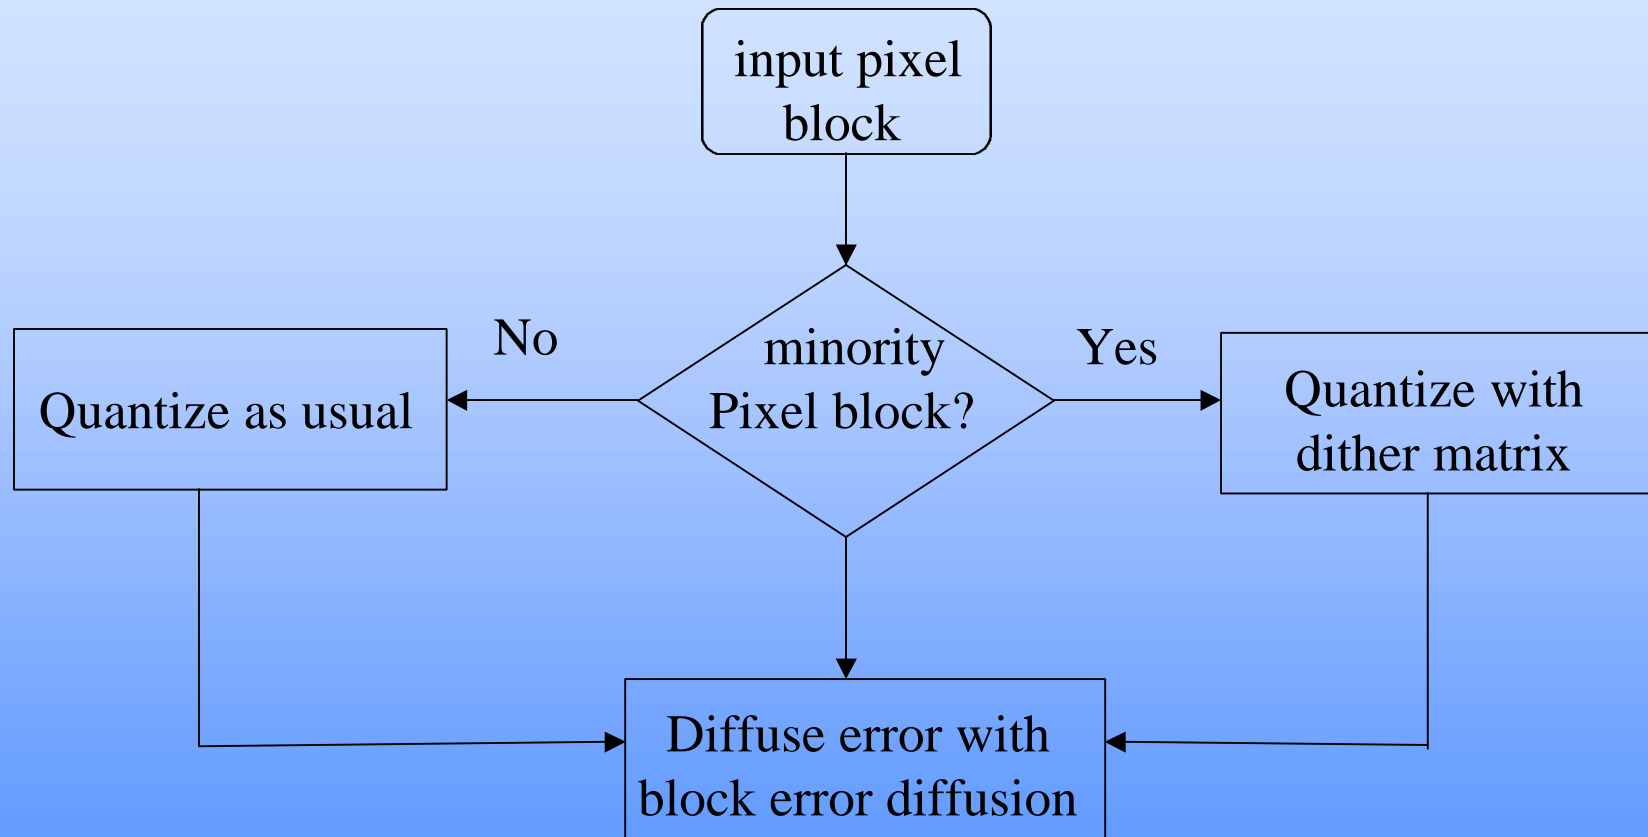 input pixel
block
No
minority
Pixel block?
Yes
Quantize as usual
Quantize with
dither matrix
Diffuse error with
block error diffusion